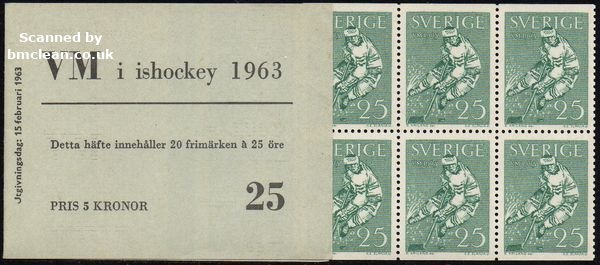 Scanned by
bmclean.co.uk
VM i ishockey 1963
Utgivningsdag: 15 februari 1963
Detta häfte innehåller 20 frimärken à 25 öre
PRIS 5 KRONOR
25
SVERIGE
SVERIGE
SVERIGE
25
25
25
SVERIGE
SVERIGE
SVERIGE
25
25
25